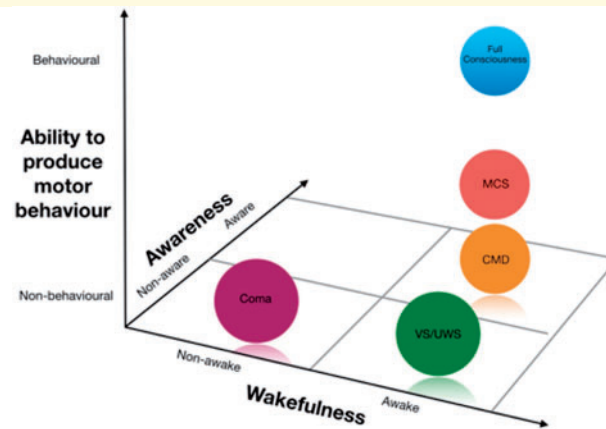 Behavioural
Full
Consciousness
Ability to
produce
motor
behaviour
MCS
Awareness
Aware
Non-aware
CMD
Non-behavioural
Coma
VS/UWS
Non-awake
Awake
Wakefulness